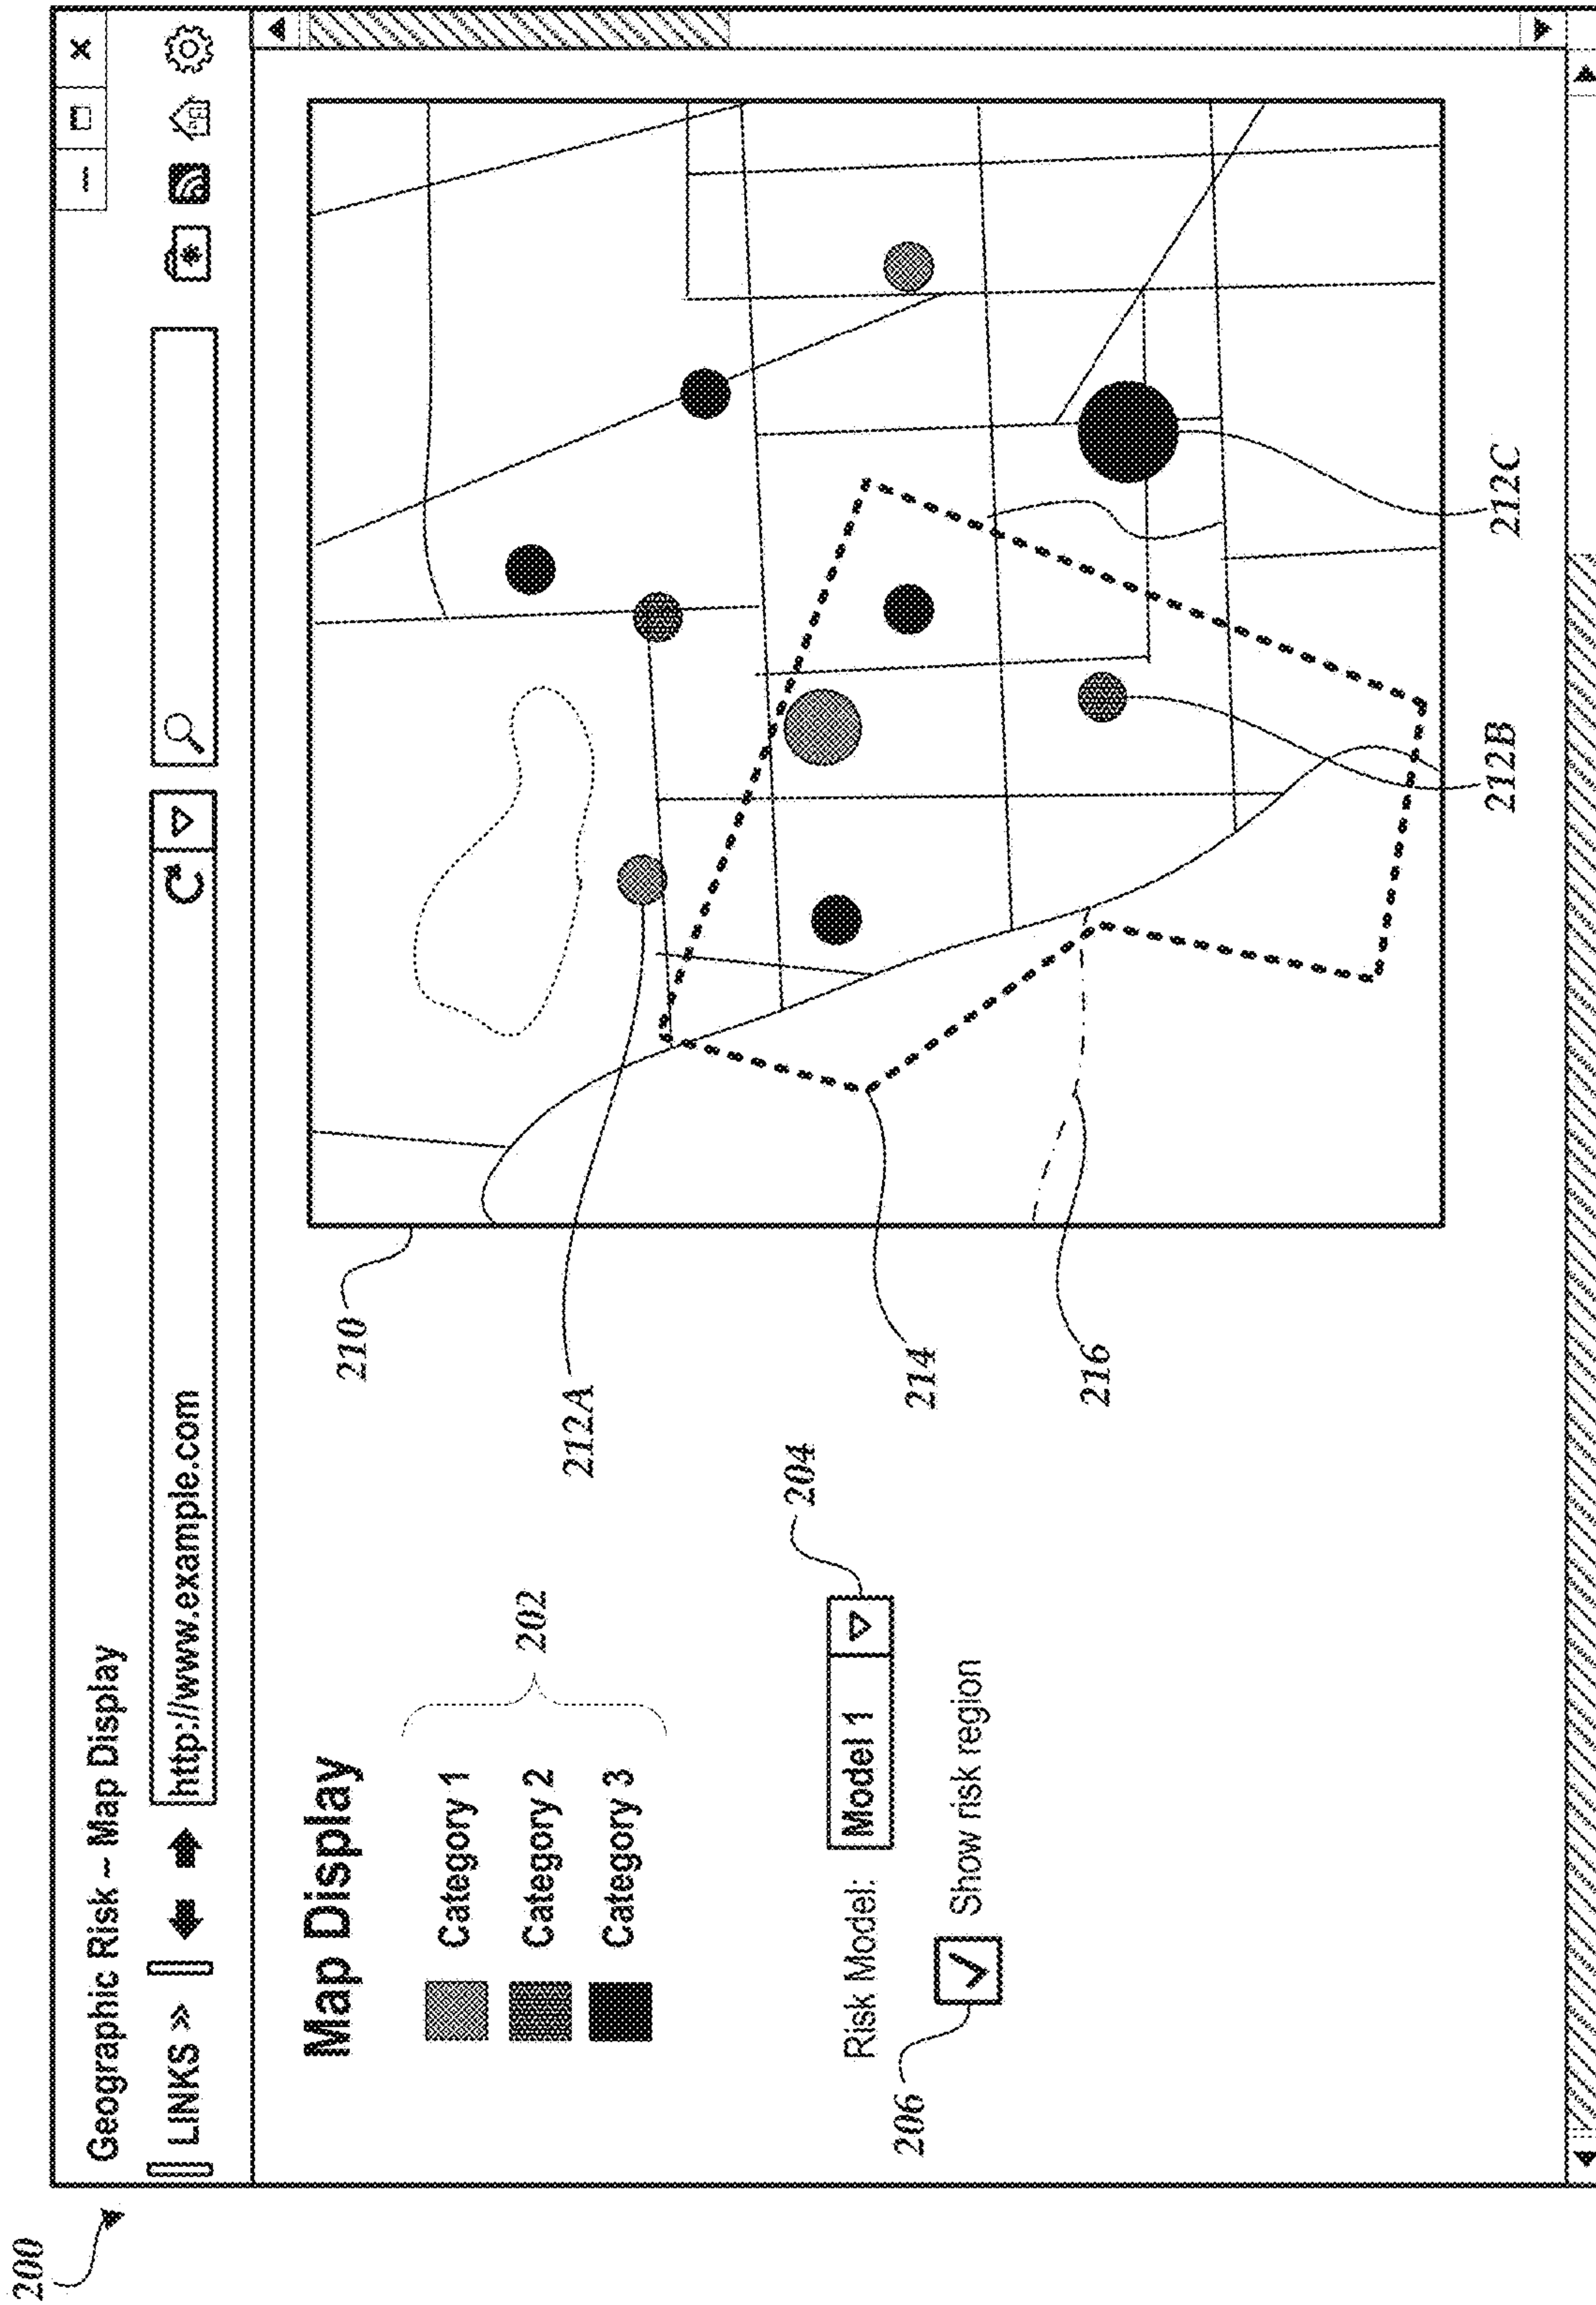 200
Geographic Risk – Map Display
LINKS »
http://www.example.com
Map Display
Category 1
Category 2
Category 3
202
Risk Model:
Model 1
204
206
Show risk region
210
212A
214
216
212B
212C